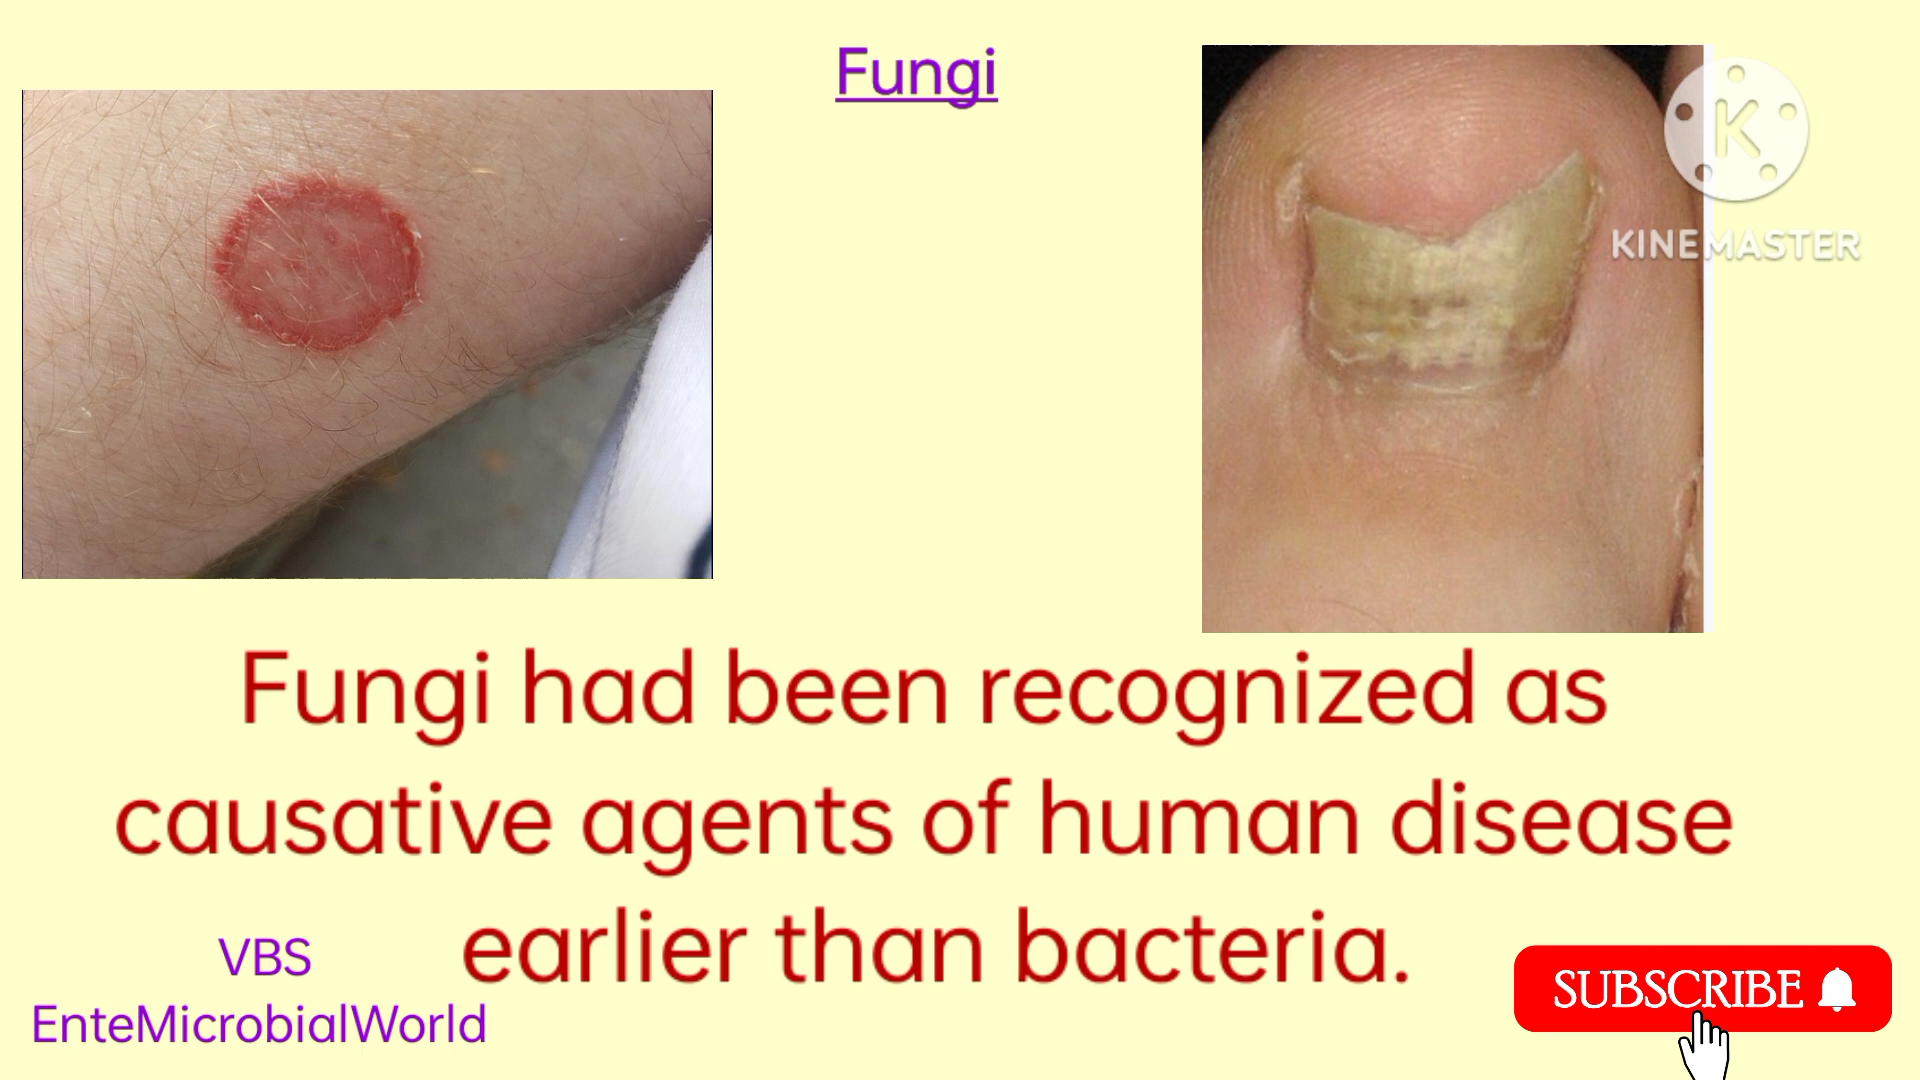 Fungi
K
KINEMASTER
Fungi had been recognized as
causative agents of human disease
earlier than bacteria.
VBS
EnteMicrobialWorld
SUBSCRIBE